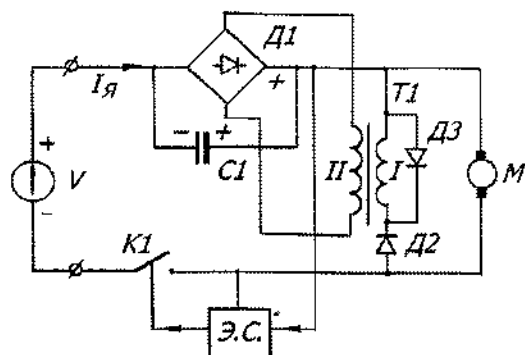 Д1
Iя
+
T1
- +
C1
II
I
Д3
M
+
V
-
Д2
K1
Э.С.